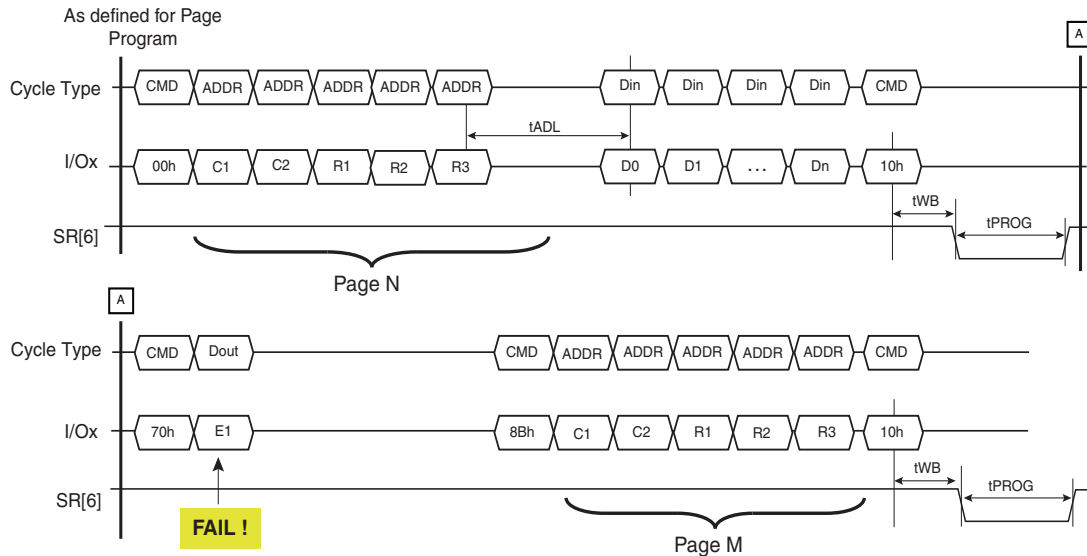 As defined for Page
Program
A
Cycle Type CMD ADDR ADDR ADDR ADDR ADDR Din Din Din Din CMD
tADL
I/Ox 00h C1 C2 R1 R2 R3 D0 D1 ... Dn 10h
tWB
SR[6] tPROG
Page N
A
Cycle Type CMD Dout CMD ADDR ADDR ADDR ADDR ADDR CMD
I/Ox 70h E1 8Bh C1 C2 R1 R2 R3 10h
tWB
SR[6] tPROG
FAIL !
Page M